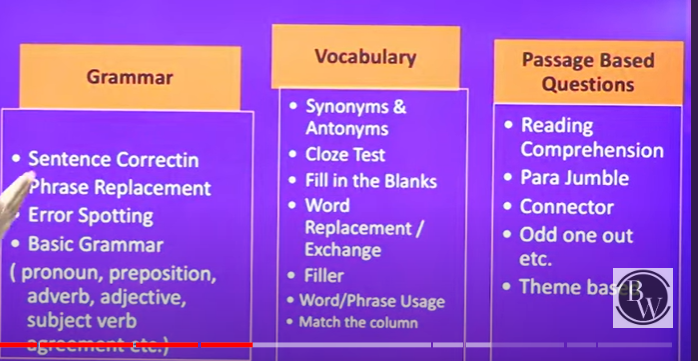 Grammar
• Sentence Correctin
Phrase Replacement
• Error Spotting
• Basic Grammar
( pronoun, preposition,
adverb, adjective,
subject verb
agreement etc.)
Vocabulary
• Synonyms &
Antonyms
• Cloze Test
• Fill in the Blanks
• Word
Replacement /
Exchange
• Filler
• Word/Phrase Usage
• Match the column
Passage Based
Questions
• Reading
Comprehension
• Para Jumble
• Connector
• Odd one out
etc.
• Theme based
BW